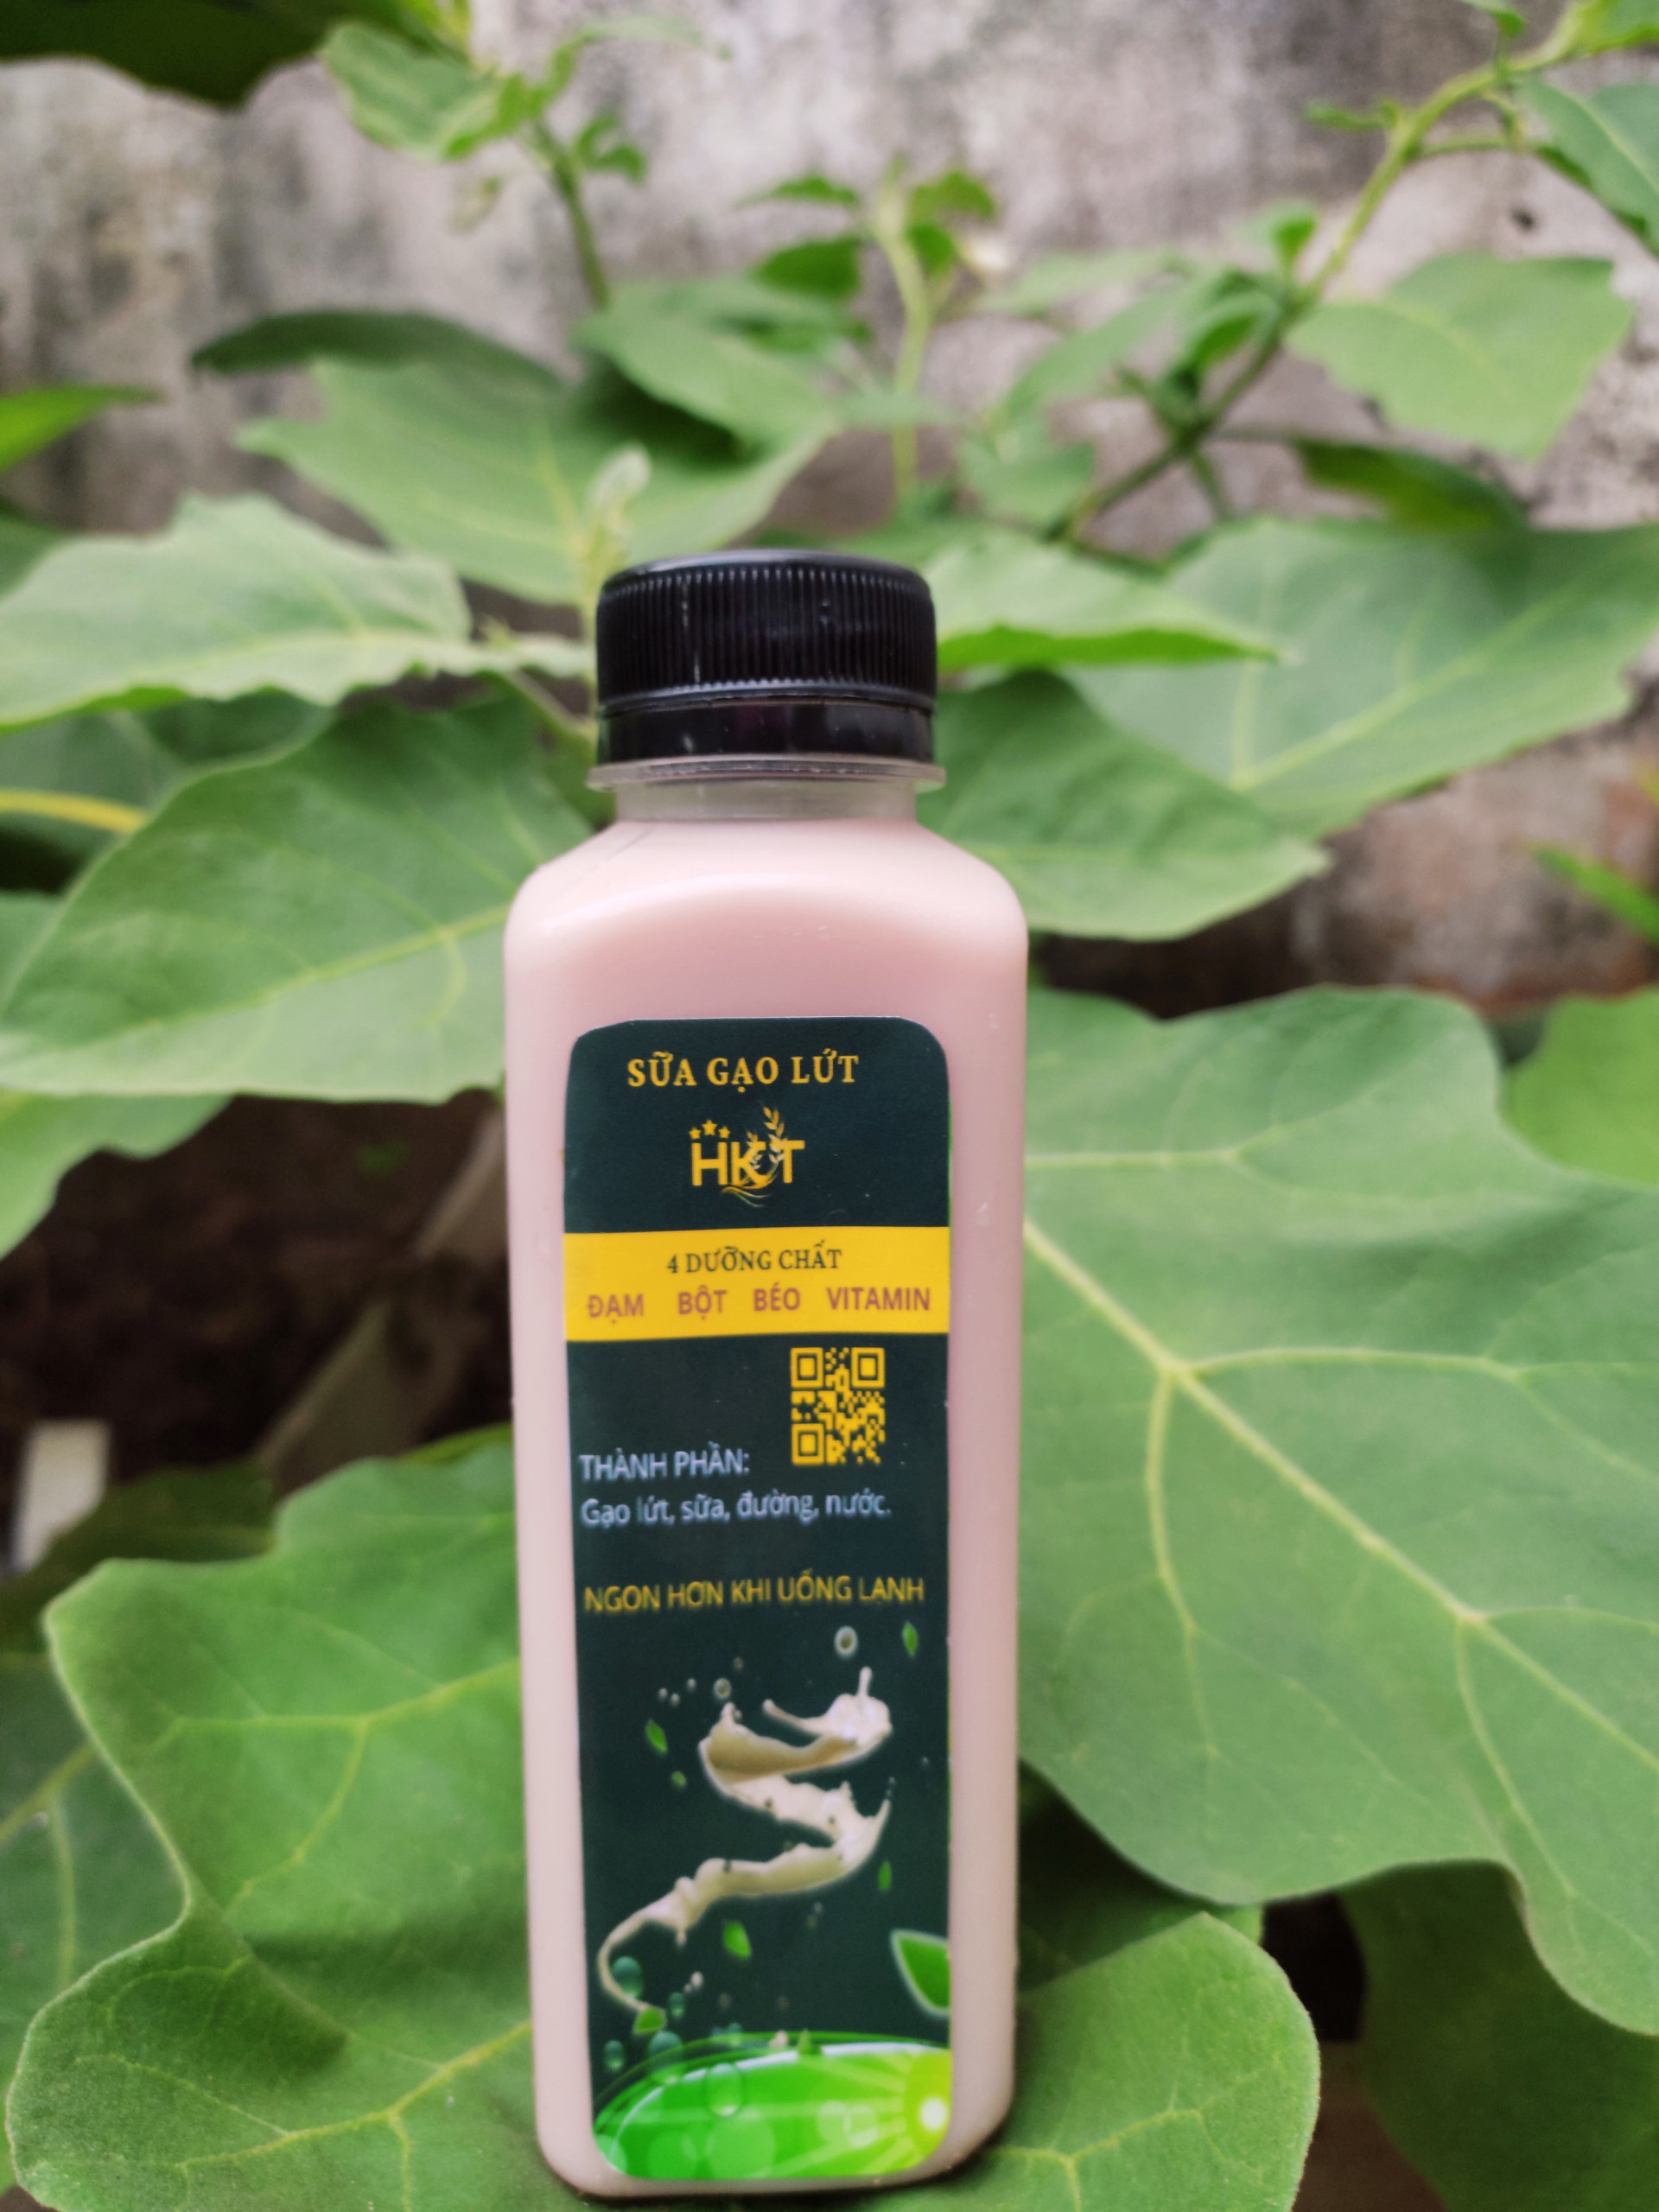 SỮA GẠO LỨT
HKT
4 DƯỠNG CHẤT
ĐẠM BỘT BÉO VITAMIN
THÀNH PHẦN:
Gạo lứt, sữa, đường, nước.
NGON HƠN KHI UỐNG LẠNH